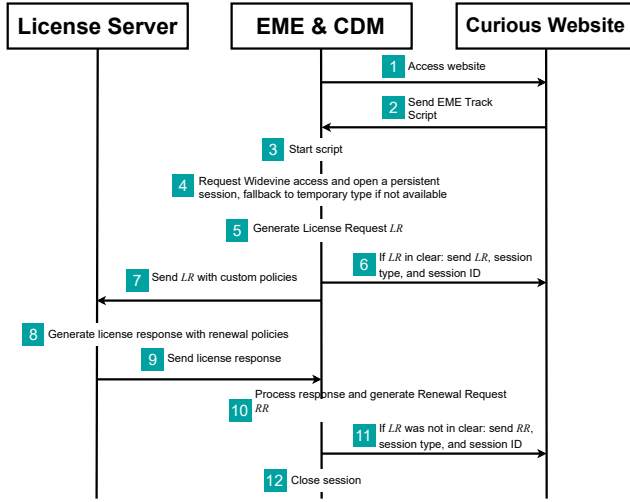 License Server
EME & CDM
Curious Website
1 Access website
2 Send EME Track
Script
3 Start script
4 Request Widevine access and open a persistent
session, fallback to temporary type if not available
5 Generate License Request LR
6 If LR in clear: send LR, session
type, and session ID
7 Send LR with custom policies
8 Generate license response with renewal policies
9 Send license response
Process response and generate Renewal Request
10 RR
11 If LR was not in clear: send RR,
session type, and session ID
12 Close session